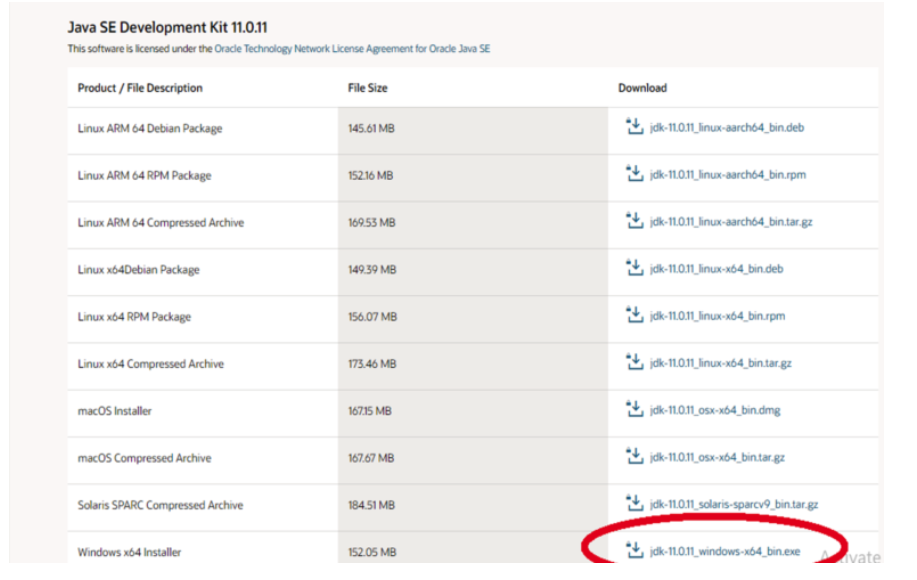 Java SE Development Kit 11.0.11
This software is licensed under the Oracle Technology Network License Agreement for Oracle Java SE
Product / File Description File Size Download
Linux ARM 64 Debian Package 145.61 MB jdk-11.0.11_linux-aarch64_bin.deb
Linux ARM 64 RPM Package 152.16 MB jdk-11.0.11_linux-aarch64_bin.rpm
Linux ARM 64 Compressed Archive 169.53 MB jdk-11.0.11_linux-aarch64_bin.tar.gz
Linux x64Debian Package 149.39 MB jdk-11.0.11_linux-x64_bin.deb
Linux x64 RPM Package 156.07 MB jdk-11.0.11_linux-x64_bin.rpm
Linux x64 Compressed Archive 173.46 MB jdk-11.0.11_linux-x64_bin.tar.gz
macOS Installer 167.15 MB jdk-11.0.11_osx-x64_bin.dmg
macOS Compressed Archive 167.67 MB jdk-11.0.11_osx-x64_bin.tar.gz
Solaris SPARC Compressed Archive 184.51 MB jdk-11.0.11_solaris-sparcv9_bin.tar.gz
Windows x64 Installer 152.05 MB jdk-11.0.11_windows-x64_bin.exe